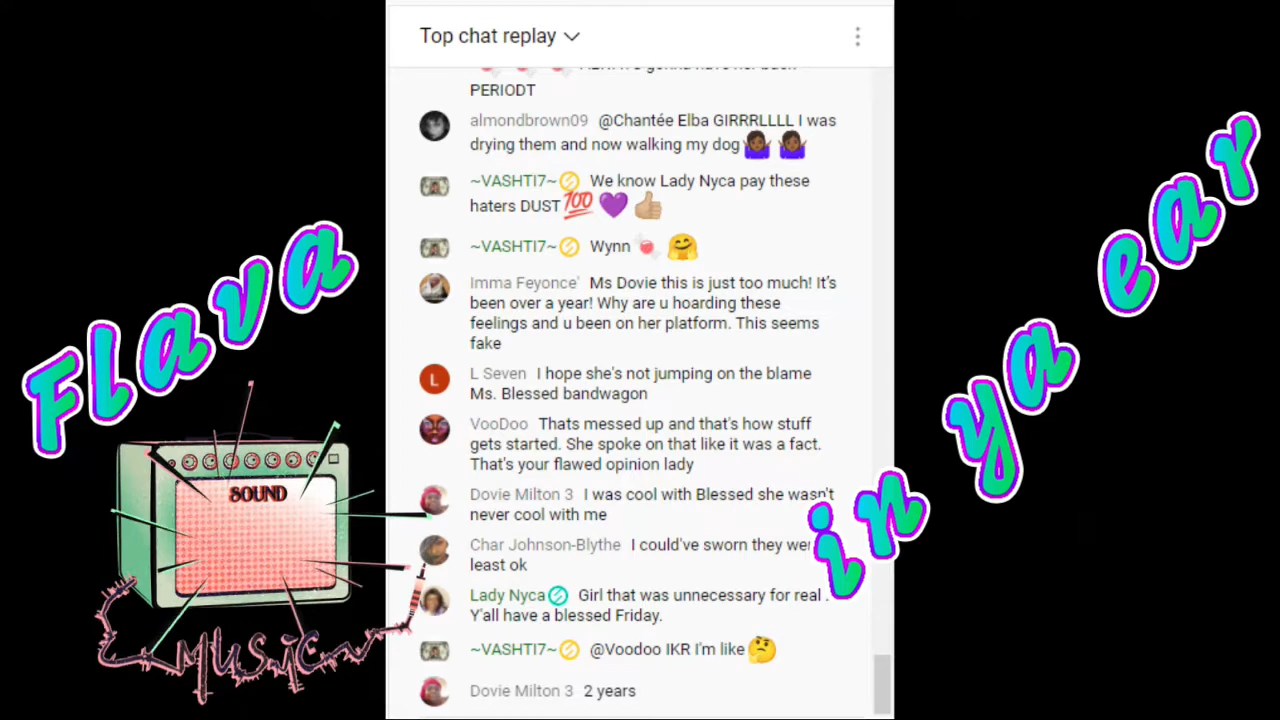 Top chat replay
PERIODT
almondbrown09 @Chantée Elba GIRRRLLLL I was
drying them and now walking my dog
~VASHTI7~ We know Lady Nyca pay these
haters DUST 💯 💜 👍🏼
~VASHTI7~ Wynn 🍬 🤗
Imma Feyonce' Ms Dovie this is just too much! It's
been over a year! Why are u hoarding these
feelings and u been on her platform. This seems
fake
L Seven I hope she's not jumping on the blame
Ms. Blessed bandwagon
VooDoo Thats messed up and that's how stuff
gets started. She spoke on that like it was a fact.
That's your flawed opinion lady
Dovie Milton 3 I was cool with Blessed she wasn't
never cool with me
Char Johnson-Blythe I could've sworn they
least ok
Lady Nyca Girl that was unnecessary for real .
Y'all have a blessed Friday.
~VASHTI7~ @Voodoo IKR I'm like 🤔
Dovie Milton 3 2 years
Flava
in ya ear
SOUND
MUSIC